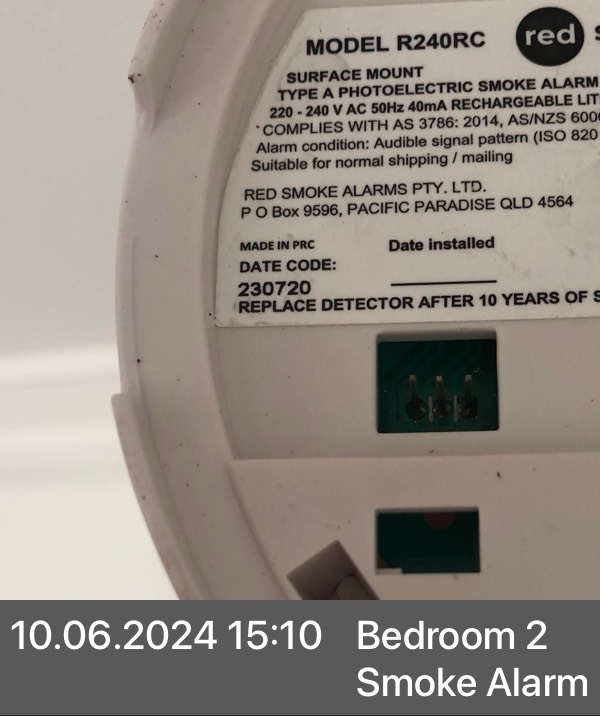 MODEL R240RC
red
SURFACE MOUNT
TYPE A PHOTOELECTRIC SMOKE ALARM
220 - 240 V AC 50Hz 40mA RECHARGEABLE LIT
COMPLIES WITH AS 3786: 2014, AS/NZS 600
Alarm condition: Audible signal pattern (ISO 820
Suitable for normal shipping / mailing
RED SMOKE ALARMS PTY. LTD.
P O Box 9596, PACIFIC PARADISE QLD 4564
MADE IN PRC
Date installed
DATE CODE:
230720
REPLACE DETECTOR AFTER 10 YEARS OF S
10.06.2024 15:10
Bedroom 2
Smoke Alarm